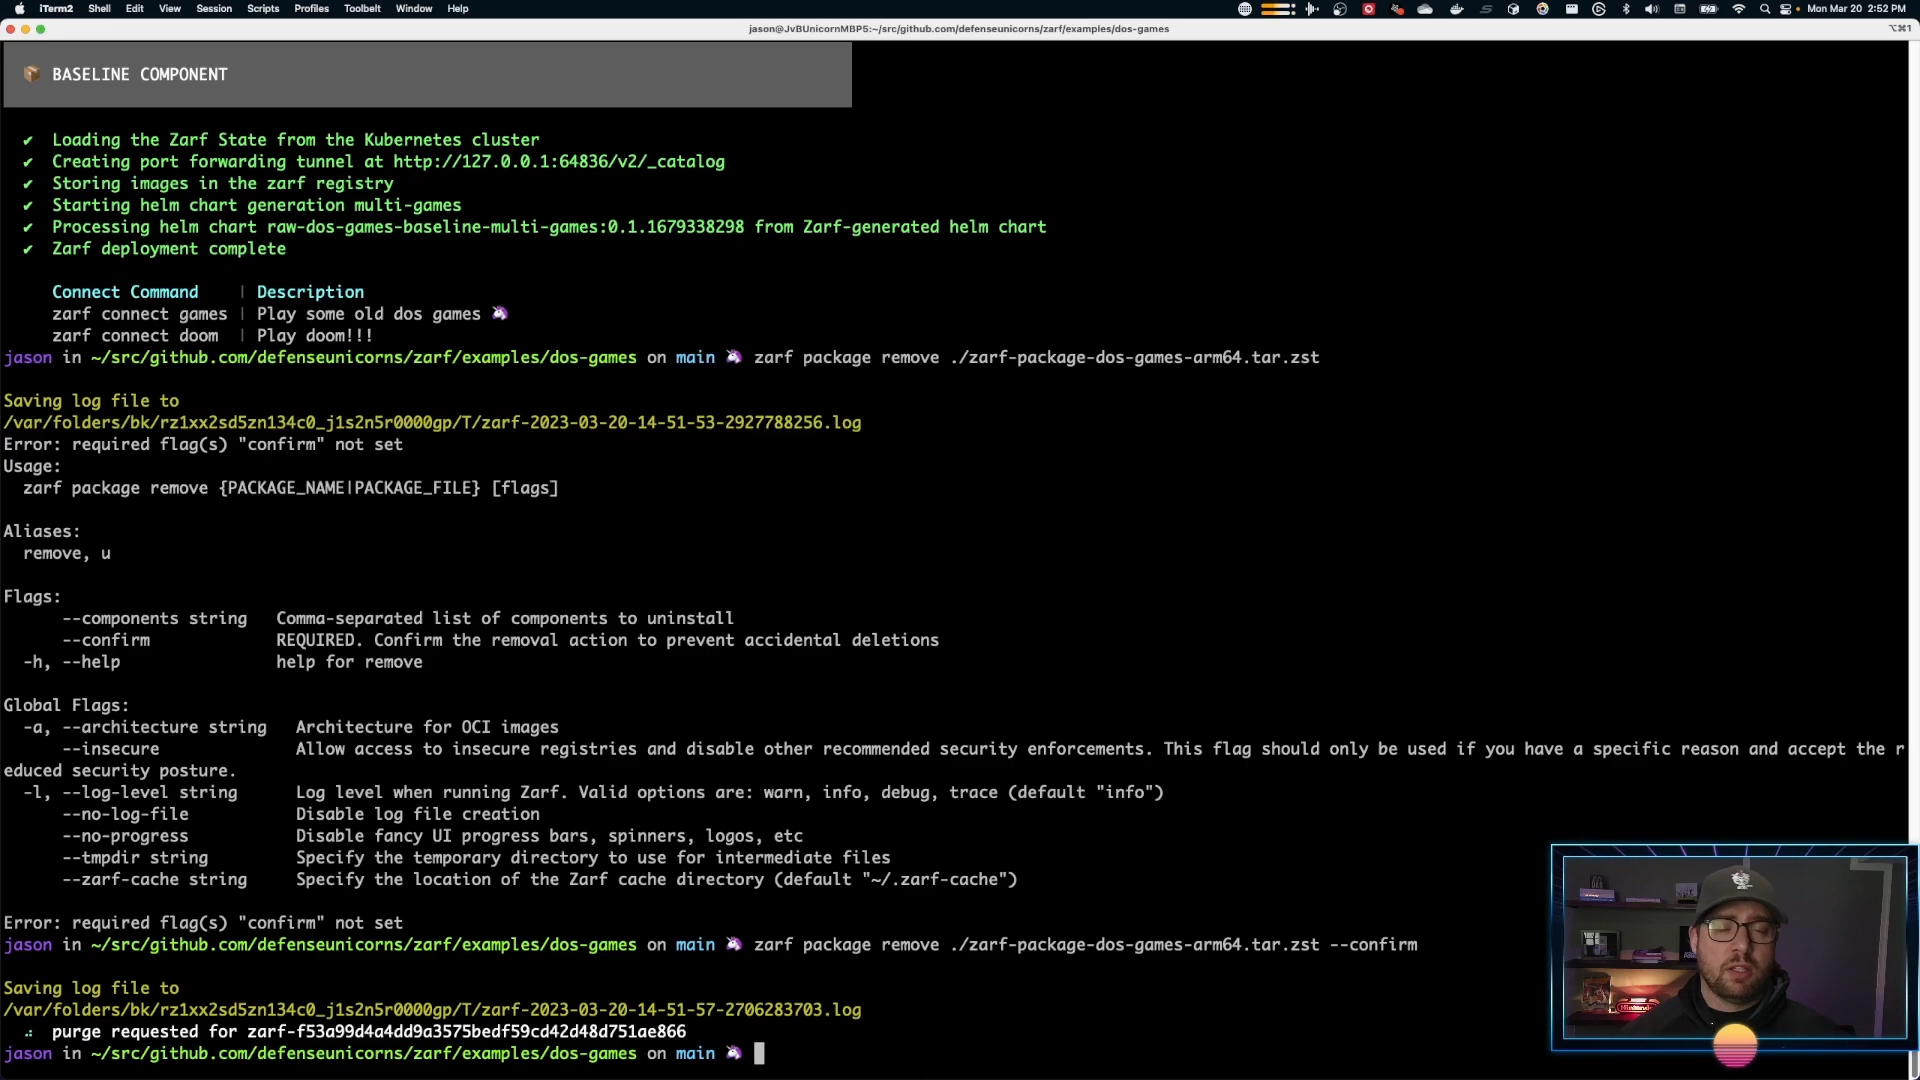 iTerm2 Shell Edit View Session Scripts Profiles Toolbelt Window Help Mon Mar 20 2:52 PM
jason@JvBUnicornMBP5:~/src/github.com/defenseunicorns/zarf/examples/dos-games ⌥⌘1
BASELINE COMPONENT
✔ Loading the Zarf State from the Kubernetes cluster
✔ Creating port forwarding tunnel at http://127.0.0.1:64836/v2/_catalog
✔ Storing images in the zarf registry
✔ Starting helm chart generation multi-games
✔ Processing helm chart raw-dos-games-baseline-multi-games:0.1.1679338298 from Zarf-generated helm chart
✔ Zarf deployment complete
Connect Command | Description
zarf connect games | Play some old dos games 🦄
zarf connect doom | Play doom!!!
jason in ~/src/github.com/defenseunicorns/zarf/examples/dos-games on main 🦄 zarf package remove ./zarf-package-dos-games-arm64.tar.zst
Saving log file to
/var/folders/bk/rz1xx2sd5zn134c0_j1s2n5r0000gp/T/zarf-2023-03-20-14-51-53-2927788256.log
Error: required flag(s) "confirm" not set
Usage:
zarf package remove {PACKAGE_NAME|PACKAGE_FILE} [flags]
Aliases:
remove, u
Flags:
--components string Comma-separated list of components to uninstall
--confirm REQUIRED. Confirm the removal action to prevent accidental deletions
-h, --help help for remove
Global Flags:
-a, --architecture string Architecture for OCI images
--insecure Allow access to insecure registries and disable other recommended security enforcements. This flag should only be used if you have a specific reason and accept the r
educed security posture.
-l, --log-level string Log level when running Zarf. Valid options are: warn, info, debug, trace (default "info")
--no-log-file Disable log file creation
--no-progress Disable fancy UI progress bars, spinners, logos, etc
--tmpdir string Specify the temporary directory to use for intermediate files
--zarf-cache string Specify the location of the Zarf cache directory (default "~/.zarf-cache")
Error: required flag(s) "confirm" not set
jason in ~/src/github.com/defenseunicorns/zarf/examples/dos-games on main 🦄 zarf package remove ./zarf-package-dos-games-arm64.tar.zst --confirm
Saving log file to
/var/folders/bk/rz1xx2sd5zn134c0_j1s2n5r0000gp/T/zarf-2023-03-20-14-51-57-2706283703.log
purge requested for zarf-f53a99d4a4dd9a3575bedf59cd42d48d751ae866
jason in ~/src/github.com/defenseunicorns/zarf/examples/dos-games on main 🦄
Nintendo